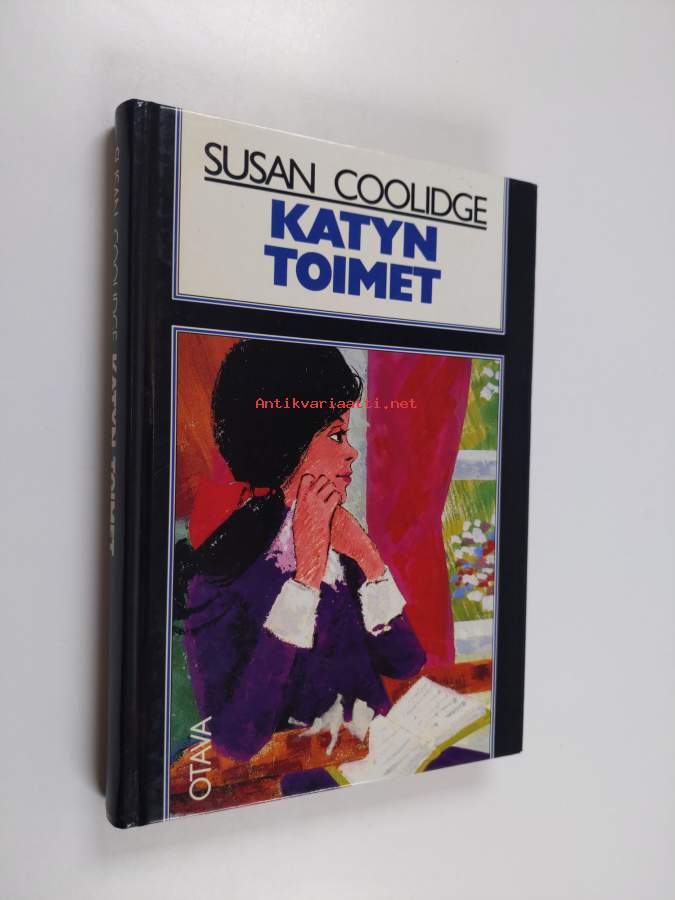 SUSAN COOLIDGE
KATYN
TOIMET
Antikvariaatti.net
OTAVA
SUSAN COOLIDGE KATYN TOIMET